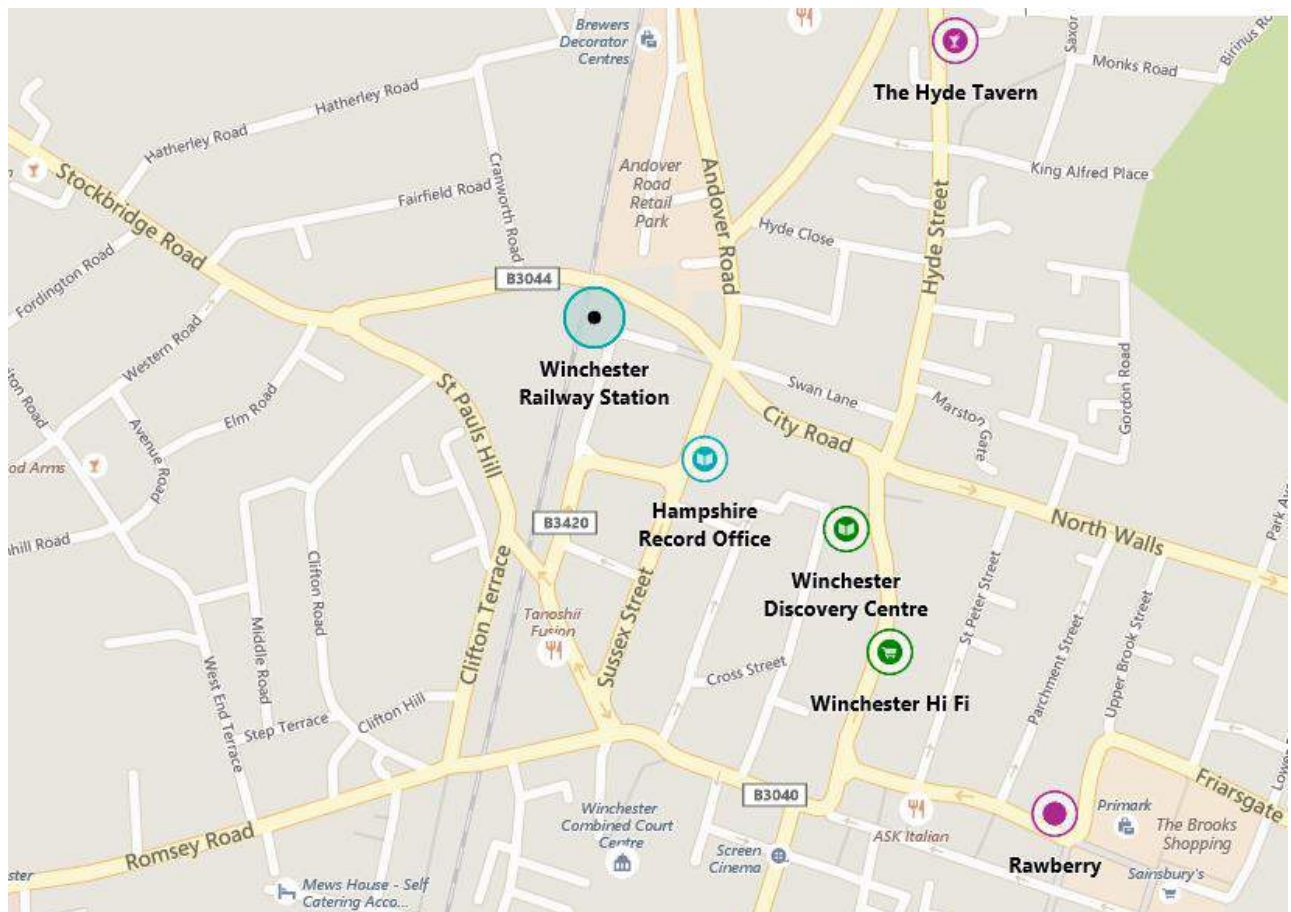 Brewers
Decorator
Centres
The Hyde Tavern
Monks Road
Hatherley Road
Hatherley Road
Stockbridge Road
Cranworth Road
Andover
Road
Retail
Park
Andover Road
King Alfred Place
Fairfield Road
Hyde Close
Hyde Street
Fordington Road
B3044
Western Road
Winchester
Railway Station
Swan Lane
Marston Gate
Gordon Road
St Pauls Hill
City Road
Elm Road
Avenue Road
od Arms
Hampshire
Record Office
B3420
North Walls
Winchester
Discovery Centre
hill Road
Clifton Road
Clifton Terrace
Tanoshii
Fusion
Sussex Street
St Peter Street
Middle Road
Parchment Street
Upper Brook Street
Cross Street
West End Terrace
Winchester Hi Fi
Step Terrace
Clifton Hill
B3040
Friarsgate
Romsey Road
Winchester
Combined Court
Centre
ASK Italian
Primark
The Brooks
Shopping
Screen
Cinema
Rawberry
Sainsbury's
ster
Mews House - Self
Catering Acco...